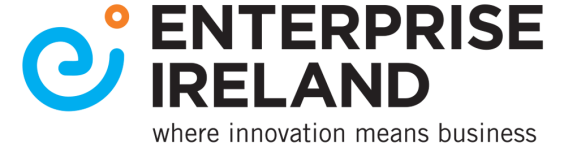 ENTERPRISE
IRELAND
where innovation means business